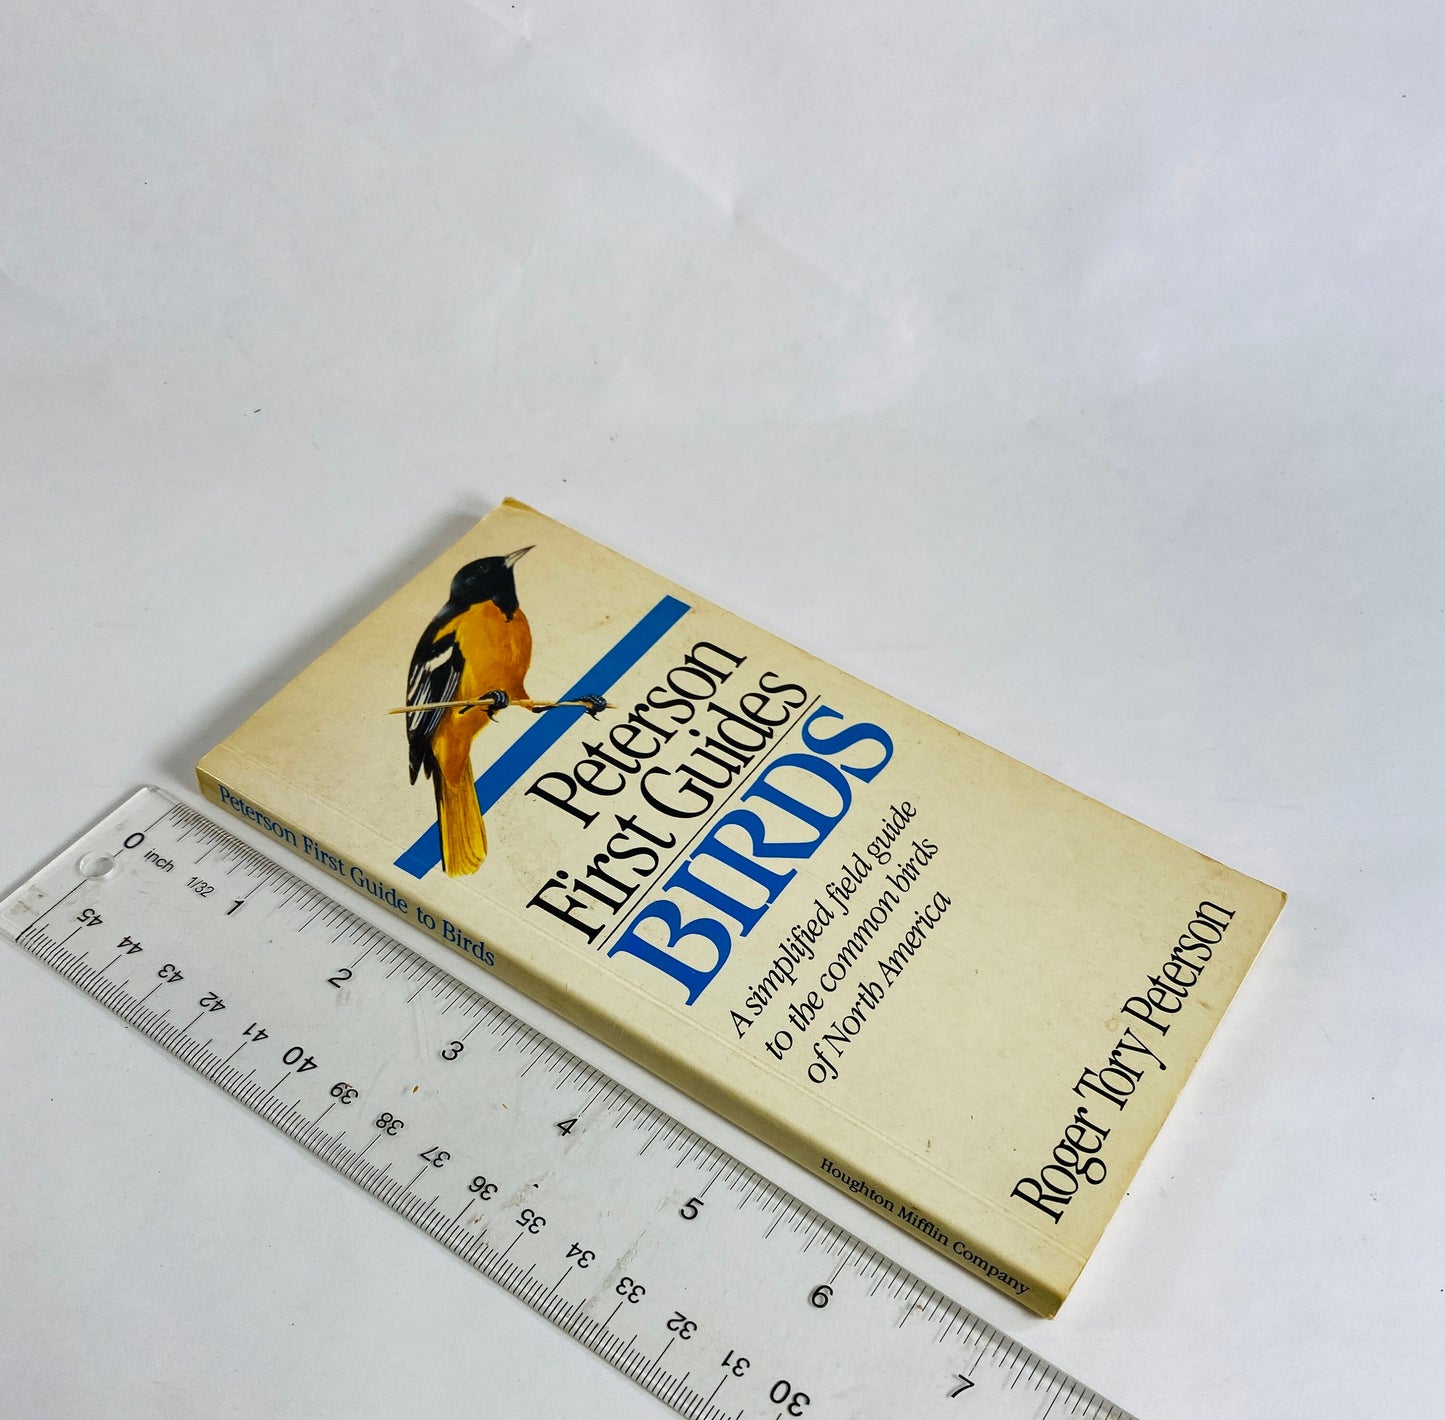 Peterson
First Guides
BIRDS
A simplified field guide
to the common birds
of North America
Roger Tory Peterson
Peterson First Guide to Birds
Houghton Mifflin Company
0 inch 1/32 1 2 3 4 5 6 7
45 44 43 42 41 40 39 38 37 36 35 34 33 32 31 30